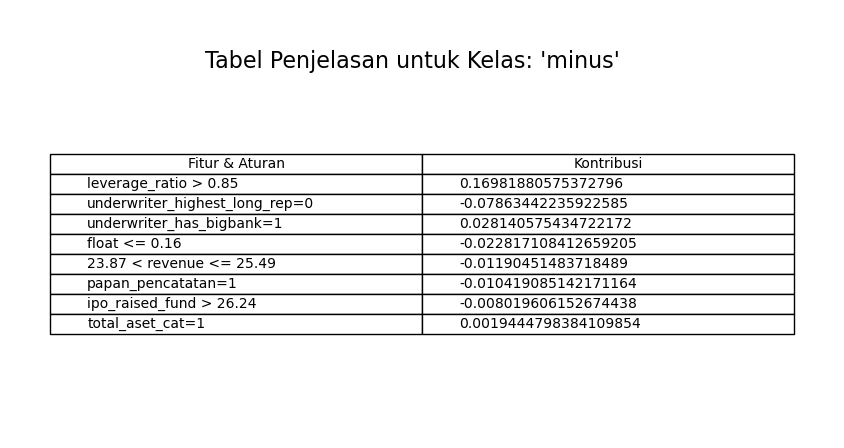 Tabel Penjelasan untuk Kelas: 'minus'
Fitur & Aturan Kontribusi
leverage_ratio > 0.85 0.16981880575372796
underwriter_highest_long_rep=0 -0.07863442235922585
underwriter_has_bigbank=1 0.028140575434722172
float <= 0.16 -0.022817108412659205
23.87 < revenue <= 25.49 -0.01190451483718489
papan_pencatatan=1 -0.010419085142171164
ipo_raised_fund > 26.24 -0.008019606152674438
total_aset_cat=1 0.0019444798384109854